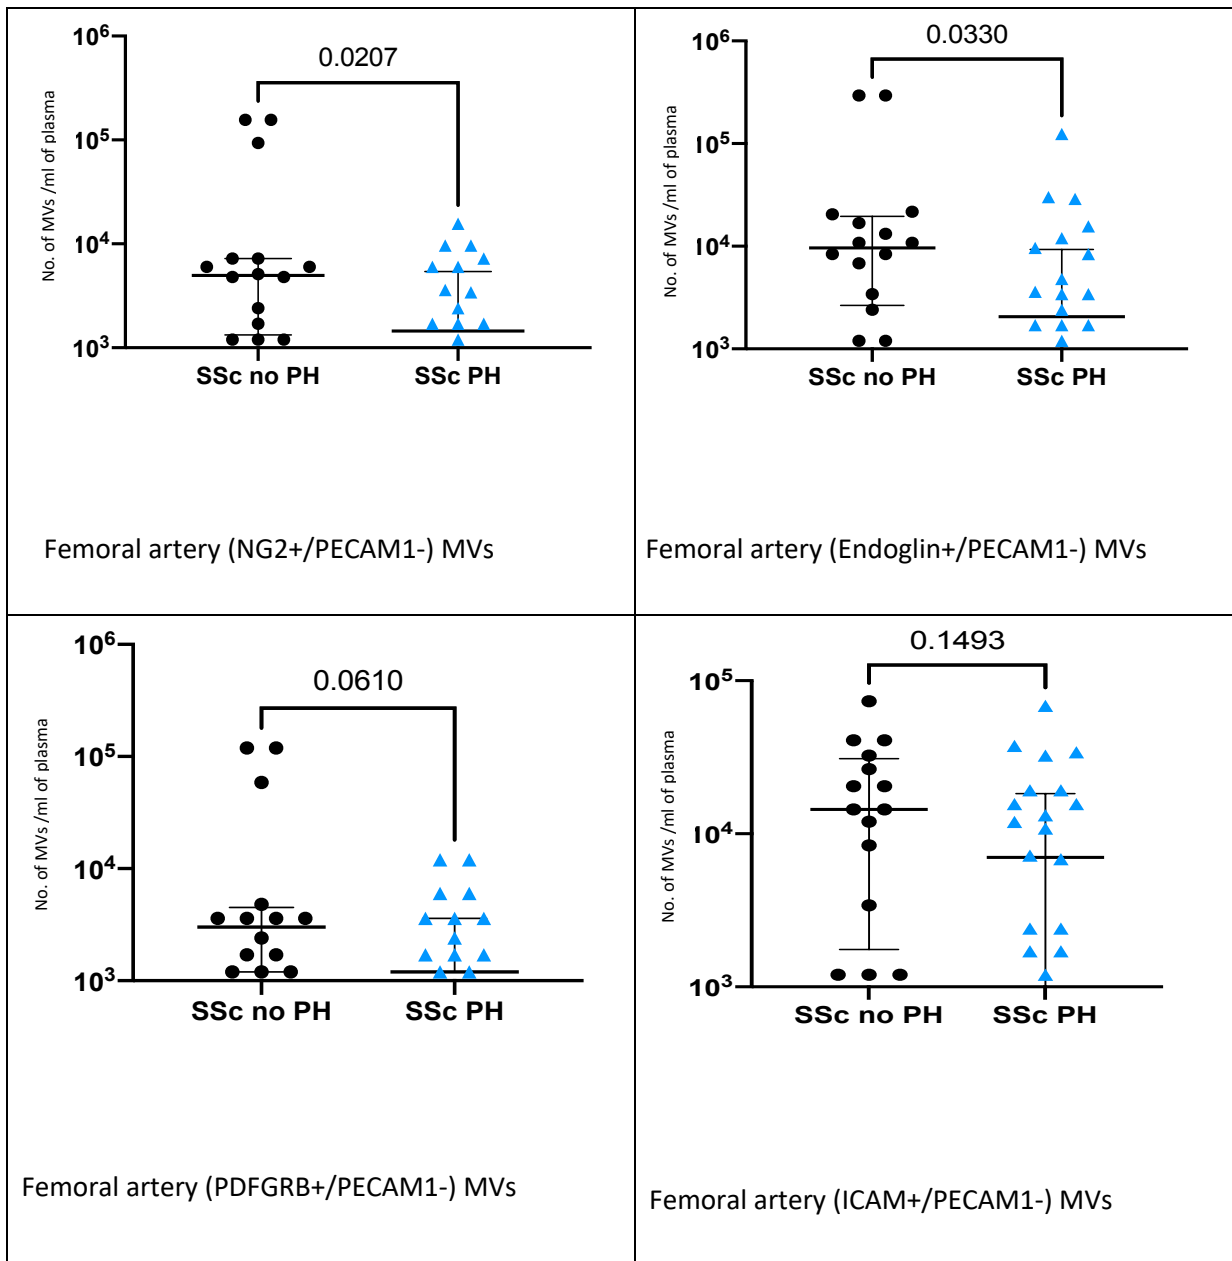 10⁶
0.0207
10⁵
10⁴
10³
No. of MVs /ml of plasma
SSc no PH SSc PH
Femoral artery (NG2+/PECAM1-) MVs
10⁶
0.0330
10⁵
10⁴
10³
No. of MVs /ml of plasma
SSc no PH SSc PH
Femoral artery (Endoglin+/PECAM1-) MVs
10⁶
0.0610
10⁵
10⁴
10³
No. of MVs /ml of plasma
SSc no PH SSc PH
Femoral artery (PDFGRB+/PECAM1-) MVs
0.1493
10⁵
10⁴
10³
No. of MVs /ml of plasma
SSc no PH SSc PH
Femoral artery (ICAM+/PECAM1-) MVs